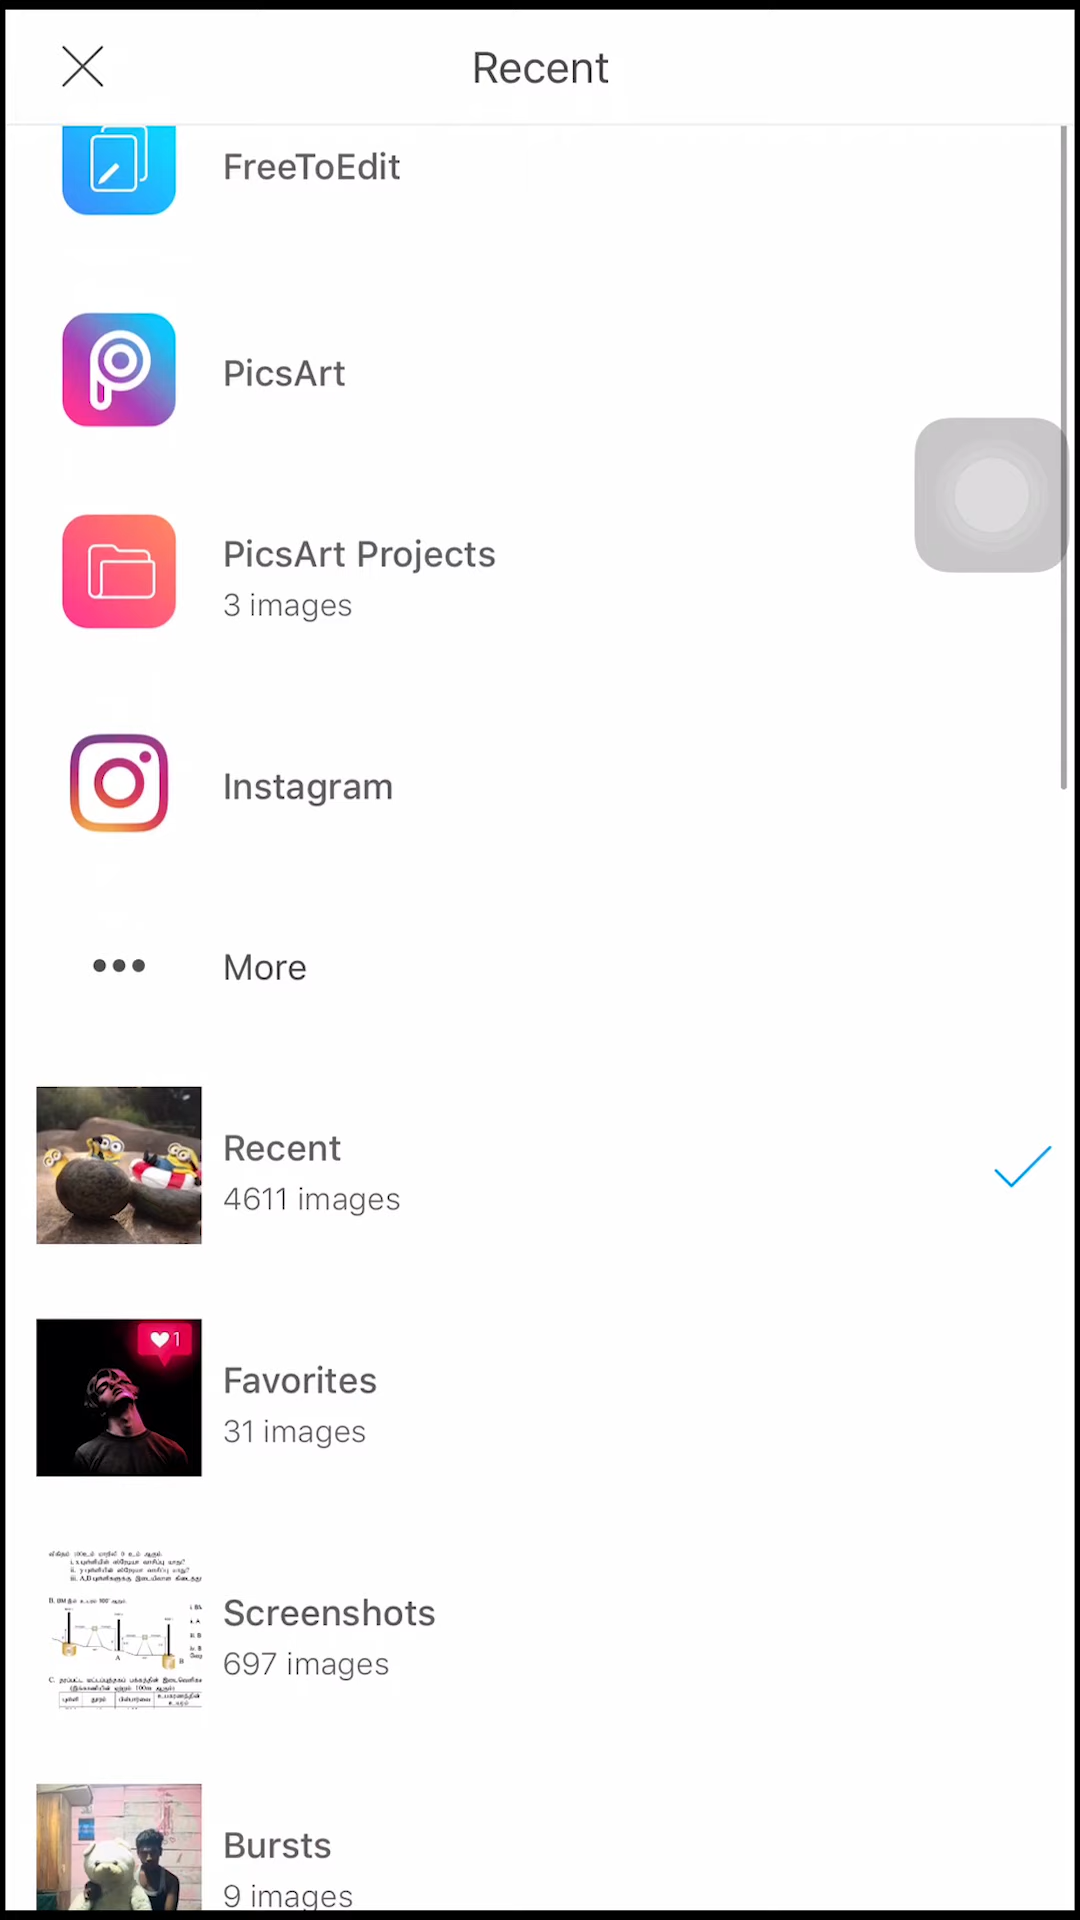 Recent
FreeToEdit
PicsArt
PicsArt Projects
3 images
Instagram
More
Recent
4611 images
1
Favorites
31 images
Screenshots
697 images
Bursts
9 images